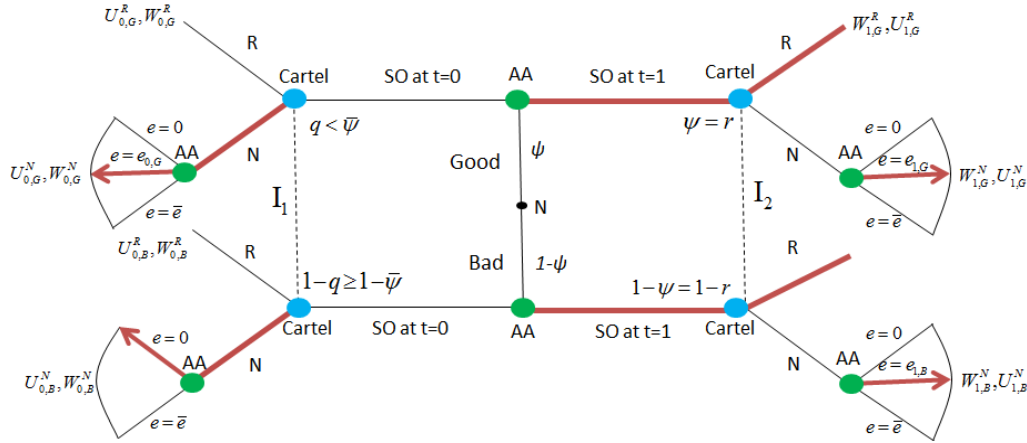 U^R_{0,G}, W^R_{0,G}
R
Cartel
SO at t=0
AA
SO at t=1
Cartel
R
W^R_{1,G}, U^R_{1,G}
q < ψ̄
ψ = r
e = 0
AA
N
ψ
Good
N
AA
e = 0
U^N_{0,G}, W^N_{0,G}
e = e_{0,G}
e = e_{1,G}
W^N_{1,G}, U^N_{1,G}
e = ē
I_1
N
I_2
e = ē
U^R_{0,B}, W^R_{0,B}
R
Bad
1-ψ
R
1−q ≥ 1−ψ̄
1−ψ = 1−r
Cartel
SO at t=0
AA
SO at t=1
Cartel
e = 0
AA
N
N
AA
e = 0
U^N_{0,B}, W^N_{0,B}
e = e_{1,B}
W^N_{1,B}, U^N_{1,B}
e = ē
e = ē